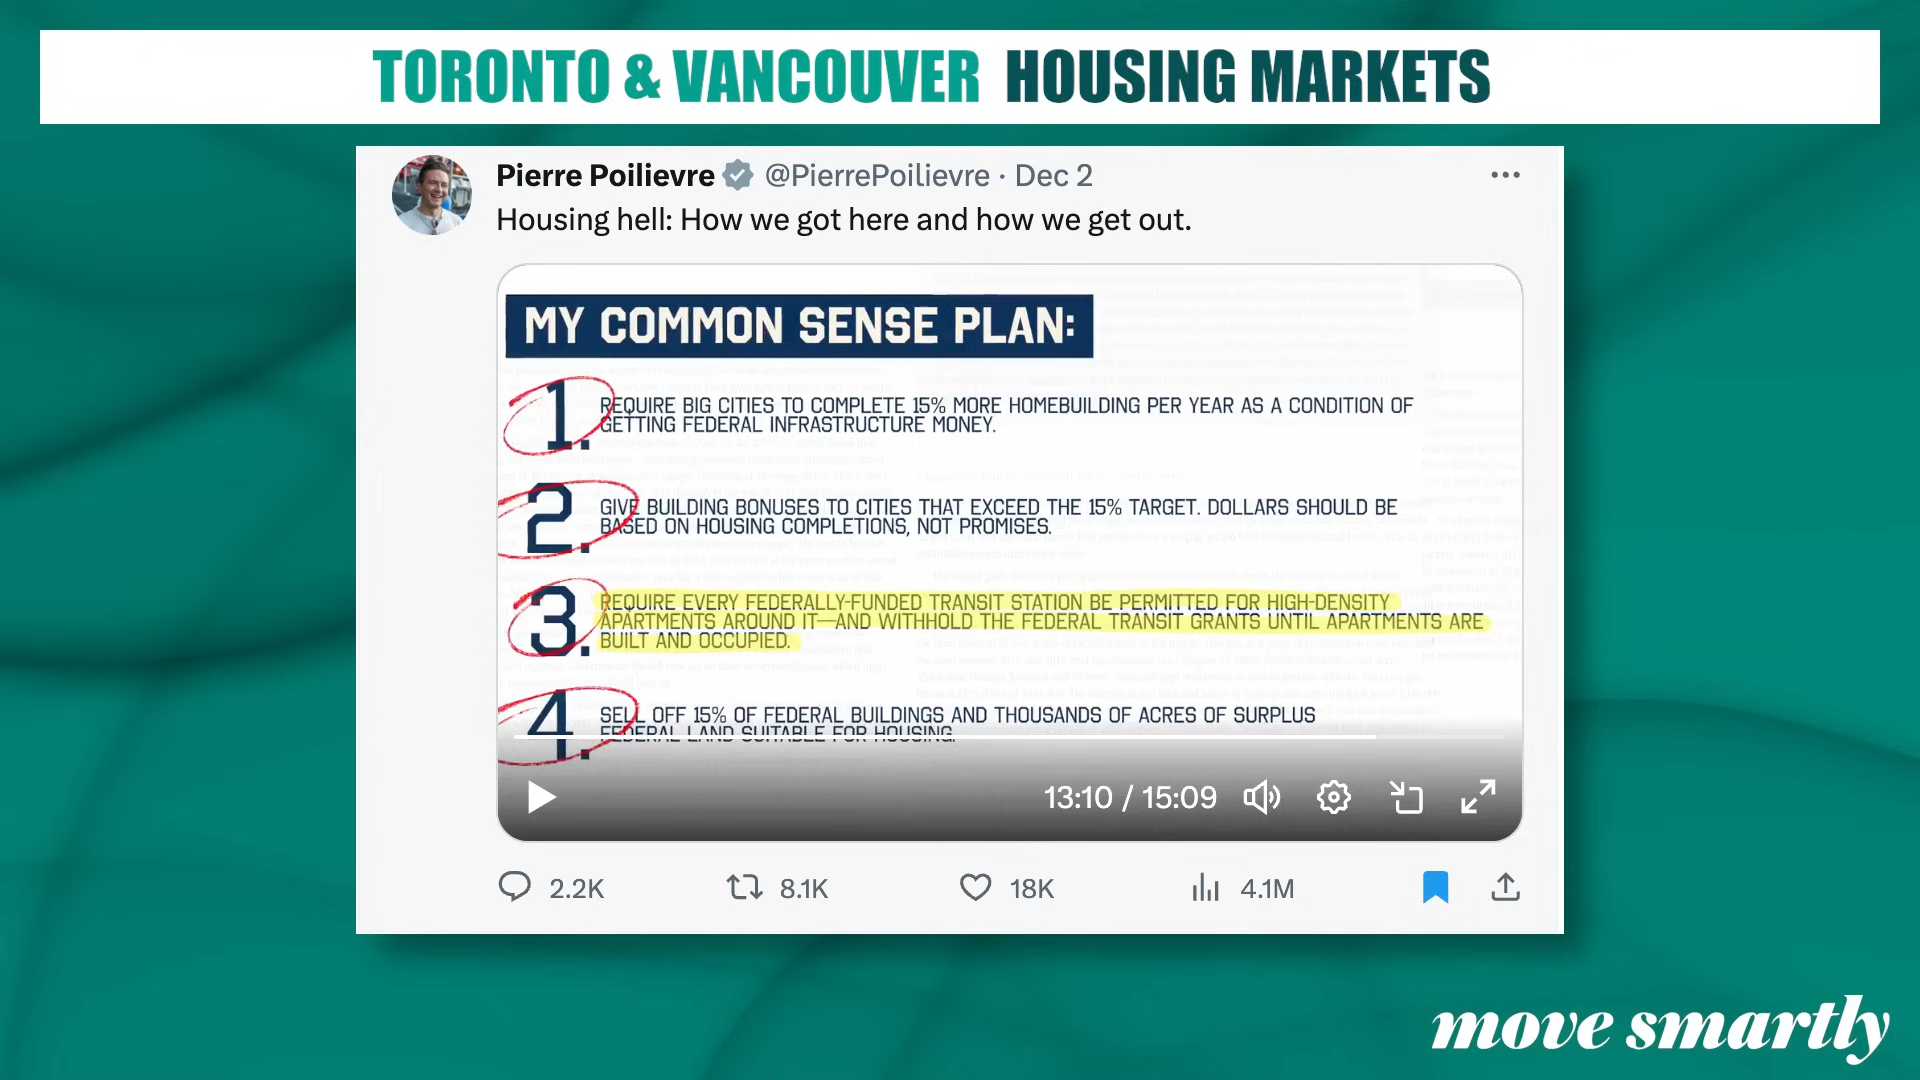 TORONTO & VANCOUVER HOUSING MARKETS
Pierre Poilievre @PierrePoilievre · Dec 2
Housing hell: How we got here and how we get out.
MY COMMON SENSE PLAN:
1. REQUIRE BIG CITIES TO COMPLETE 15% MORE HOMEBUILDING PER YEAR AS A CONDITION OF
GETTING FEDERAL INFRASTRUCTURE MONEY.
2. GIVE BUILDING BONUSES TO CITIES THAT EXCEED THE 15% TARGET. DOLLARS SHOULD BE
BASED ON HOUSING COMPLETIONS, NOT PROMISES.
3. REQUIRE EVERY FEDERALLY-FUNDED TRANSIT STATION BE PERMITTED FOR HIGH-DENSITY
APARTMENTS AROUND IT—AND WITHHOLD THE FEDERAL TRANSIT GRANTS UNTIL APARTMENTS ARE
BUILT AND OCCUPIED.
4. SELL OFF 15% OF FEDERAL BUILDINGS AND THOUSANDS OF ACRES OF SURPLUS
FEDERAL LAND SUITABLE FOR HOUSING.
13:10 / 15:09
2.2K 8.1K 18K 4.1M
move smartly